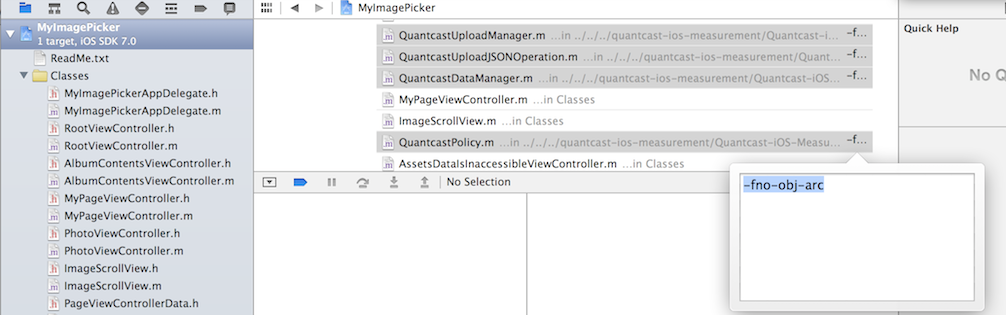 MyImagePicker
MyImagePicker
1 target, iOS SDK 7.0
ReadMe.txt
Classes
MyImagePickerAppDelegate.h
MyImagePickerAppDelegate.m
RootViewController.h
RootViewController.m
AlbumContentsViewController.h
AlbumContentsViewController.m
MyPageViewController.h
MyPageViewController.m
PhotoViewController.h
PhotoViewController.m
ImageScrollView.h
ImageScrollView.m
PageViewControllerData.h
QuantcastUploadManager.m ...in ../../../quantcast-ios-measurement/Quantcast-i... -f...
QuantcastUploadJSONOperation.m ...in ../../../quantcast-ios-measurement/Quant... -f...
QuantcastDataManager.m ...in ../../../quantcast-ios-measurement/Quantcast-iOS... -f...
MyPageViewController.m ...in Classes
ImageScrollView.m ...in Classes
QuantcastPolicy.m ...in ../../../quantcast-ios-measurement/Quantcast-iOS-Measu... -f...
AssetsDataIsInaccessibleViewController.m ...in Classes
No Selection
-fno-obj-arc
Quick Help
No Q